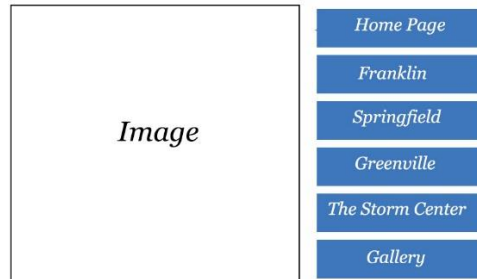 Image
Home Page
Franklin
Springfield
Greenville
The Storm Center
Gallery